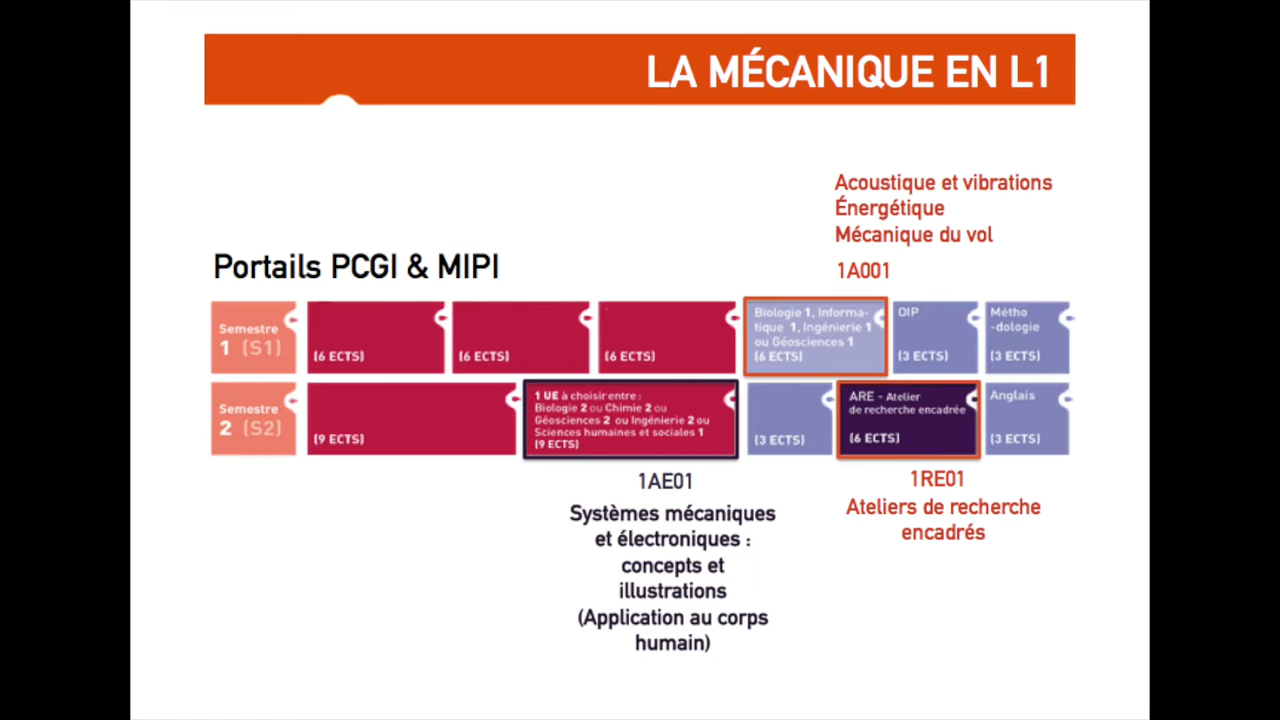 LA MÉCANIQUE EN L1
Acoustique et vibrations
Énergétique
Mécanique du vol
1A001
Portails PCGI & MIPI
Semestre
1 (S1)
(6 ECTS)
(6 ECTS)
(6 ECTS)
Biologie 1, Informa-
tique 1, Ingénierie 1
ou Géosciences 1
(6 ECTS)
OIP
(3 ECTS)
Métho
-dologie
(3 ECTS)
Semestre
2 (S2)
(9 ECTS)
1 UE à choisir entre :
Biologie 2 ou Chimie 2 ou
Géosciences 2 ou Ingénierie 2 ou
Sciences humaines et sociales 1
(9 ECTS)
(3 ECTS)
ARE - Atelier
de recherche encadrée
(6 ECTS)
Anglais
(3 ECTS)
1AE01
Systèmes mécaniques
et électroniques :
concepts et
illustrations
(Application au corps
humain)
1RE01
Ateliers de recherche
encadrés